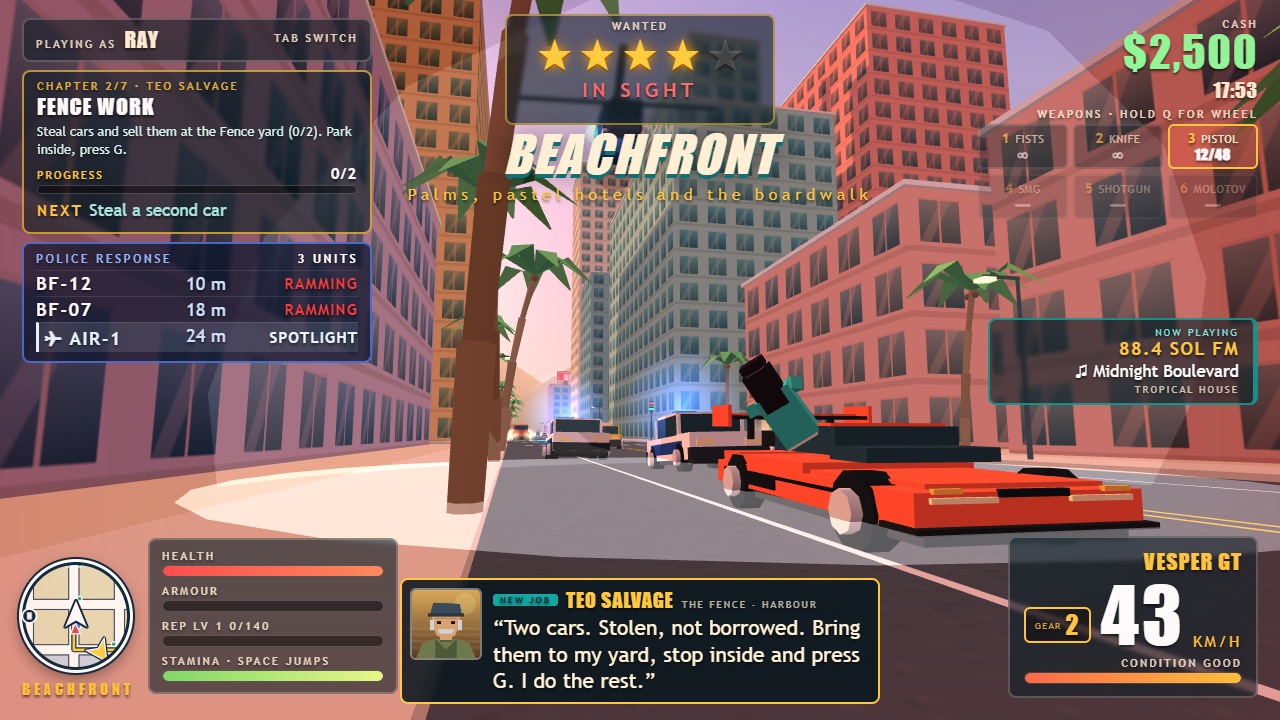 PLAYING AS RAY
TAB SWITCH
CHAPTER 2/7 · TEO SALVAGE
FENCE WORK
Steal cars and sell them at the Fence yard (0/2). Park
inside, press G.
PROGRESS 0/2
NEXT Steal a second car
POLICE RESPONSE 3 UNITS
BF-12 10 m RAMMING
BF-07 18 m RAMMING
AIR-1 24 m SPOTLIGHT
WANTED
IN SIGHT
BEACHFRONT
Palms, pastel hotels and the boardwalk
CASH
$2,500
17:53
WEAPONS · HOLD Q FOR WHEEL
1 FISTS ∞
2 KNIFE ∞
3 PISTOL 12/48
4 SMG —
5 SHOTGUN —
6 MOLOTOV —
NOW PLAYING
88.4 SOL FM
♫ Midnight Boulevard
TROPICAL HOUSE
BEACHFRONT
HEALTH
ARMOUR
REP LV 1 0/140
STAMINA · SPACE JUMPS
NEW JOB TEO SALVAGE THE FENCE · HARBOUR
“Two cars. Stolen, not borrowed. Bring
them to my yard, stop inside and press
G. I do the rest.”
VESPER GT
GEAR 2
43 KM/H
CONDITION GOOD